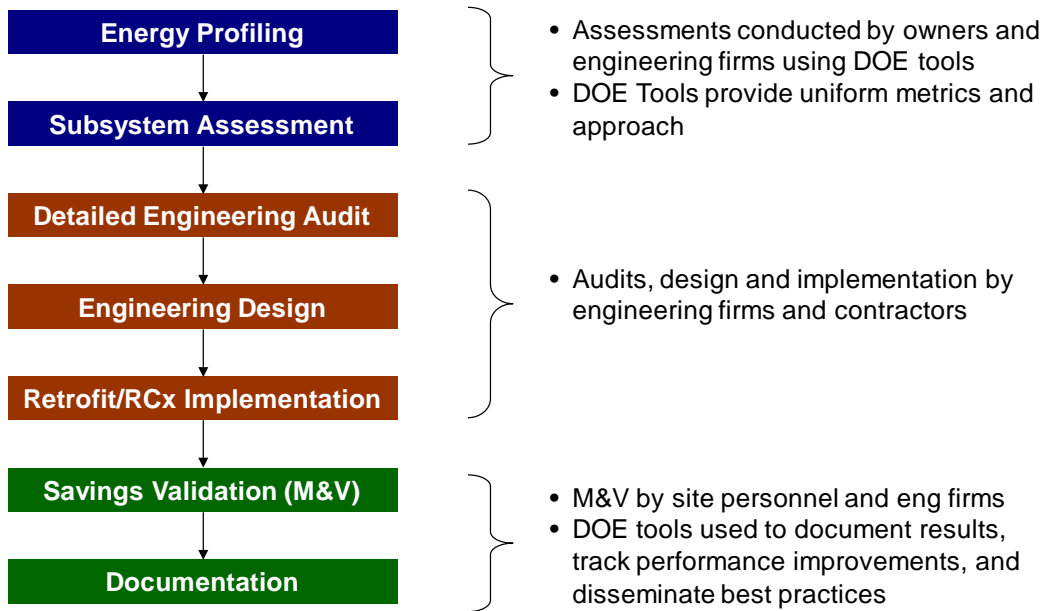 Energy Profiling
Subsystem Assessment
• Assessments conducted by owners and
engineering firms using DOE tools
• DOE Tools provide uniform metrics and
approach
Detailed Engineering Audit
Engineering Design
Retrofit/RCx Implementation
• Audits, design and implementation by
engineering firms and contractors
Savings Validation (M&V)
Documentation
• M&V by site personnel and eng firms
• DOE tools used to document results,
track performance improvements, and
disseminate best practices